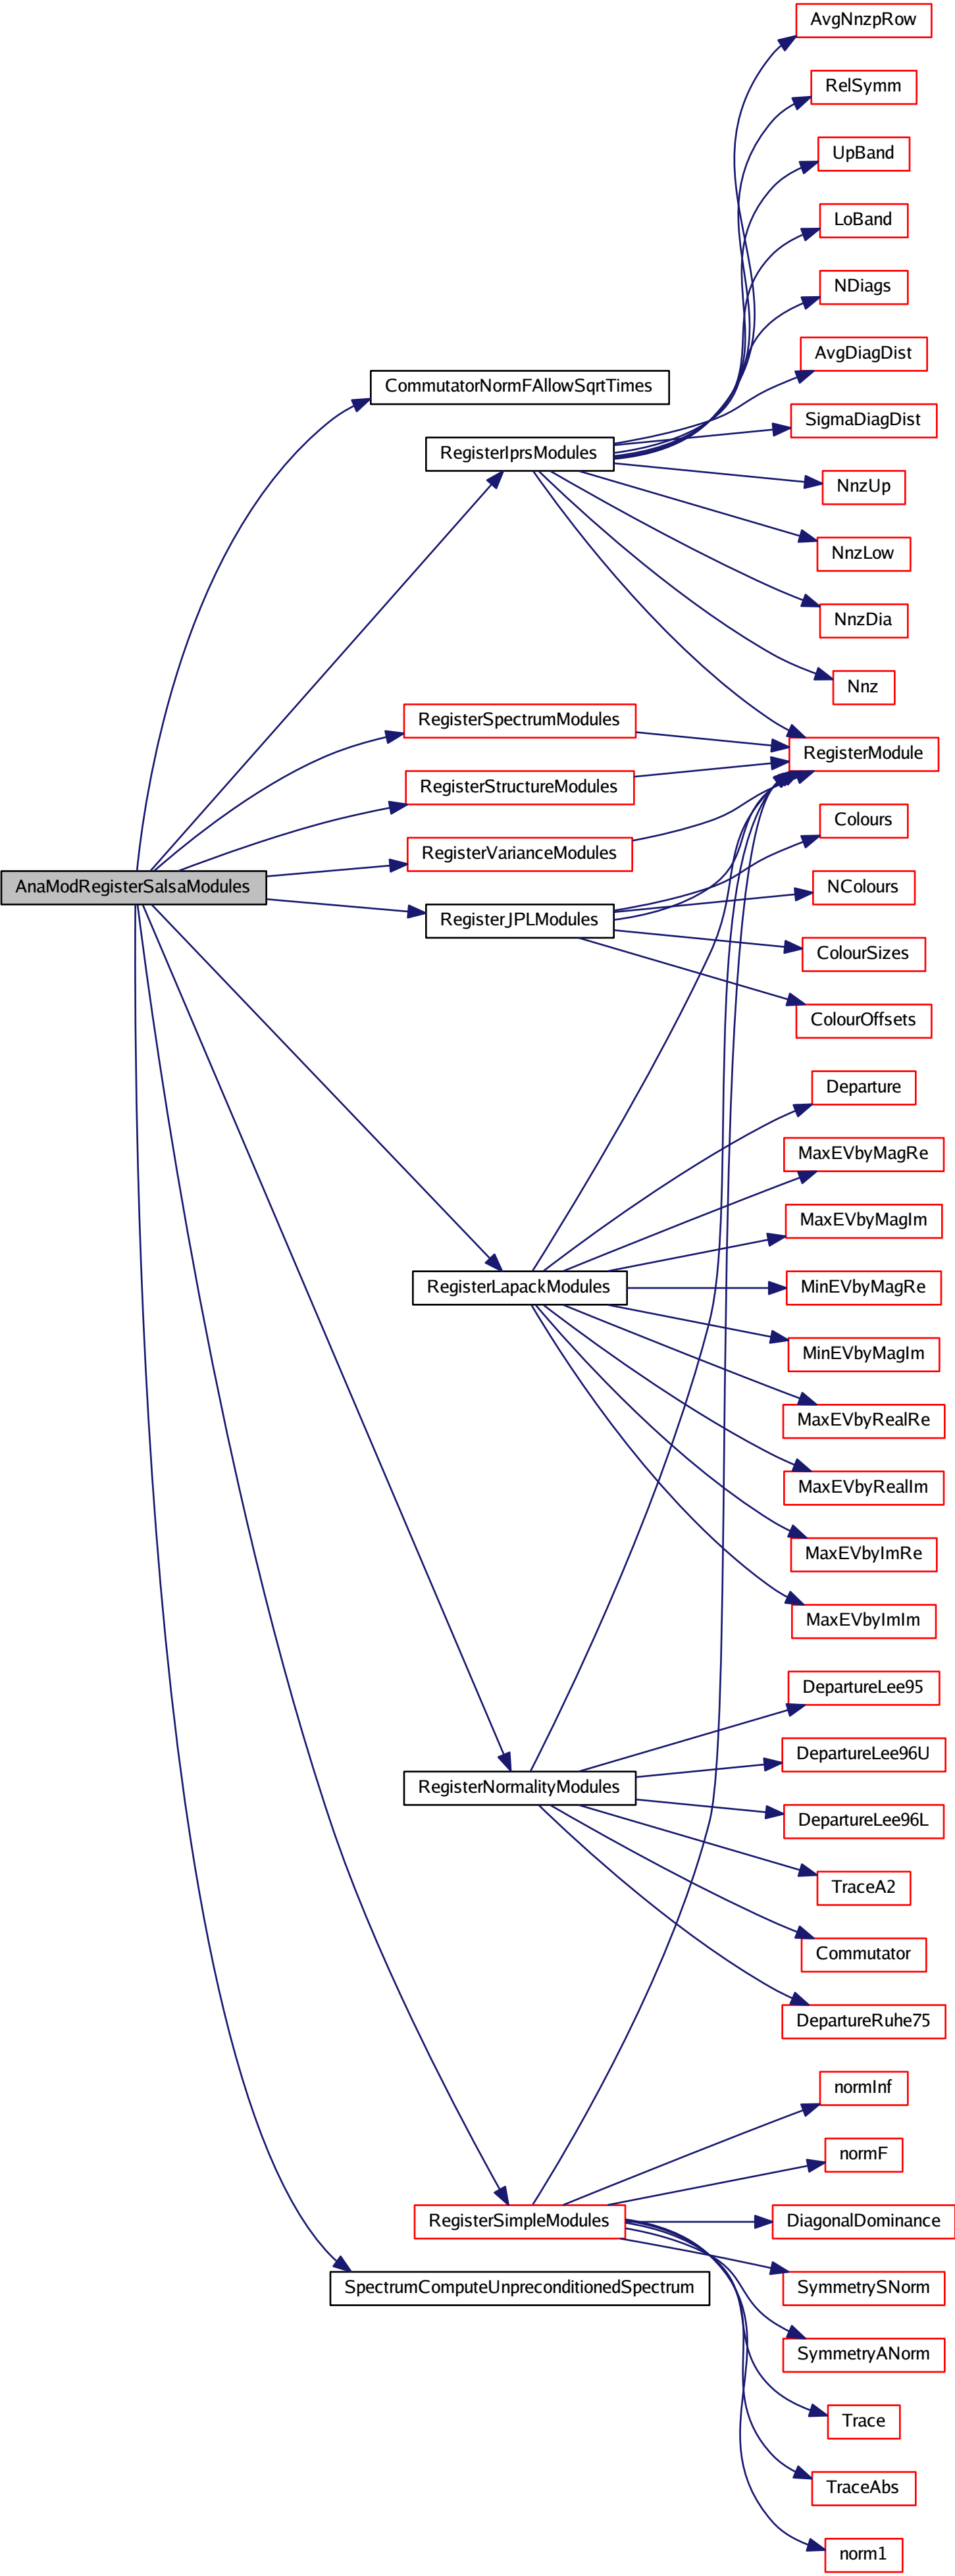 AvgNnzpRow
RelSymm
UpBand
LoBand
NDiags
AvgDiagDist
CommutatorNormFAllowSqrtTimes
SigmaDiagDist
RegisterIprsModules
NnzUp
NnzLow
NnzDia
Nnz
RegisterSpectrumModules
RegisterModule
RegisterStructureModules
Colours
RegisterVarianceModules
AnaModRegisterSalsaModules
NColours
RegisterJPLModules
ColourSizes
ColourOffsets
Departure
MaxEVbyMagRe
MaxEVbyMagIm
RegisterLapackModules
MinEVbyMagRe
MinEVbyMagIm
MaxEVbyRealRe
MaxEVbyRealIm
MaxEVbyImRe
MaxEVbyImIm
DepartureLee95
DepartureLee96U
RegisterNormalityModules
DepartureLee96L
TraceA2
Commutator
DepartureRuhe75
normInf
normF
RegisterSimpleModules
DiagonalDominance
SpectrumComputeUnpreconditionedSpectrum
SymmetrySNorm
SymmetryANorm
Trace
TraceAbs
norm1